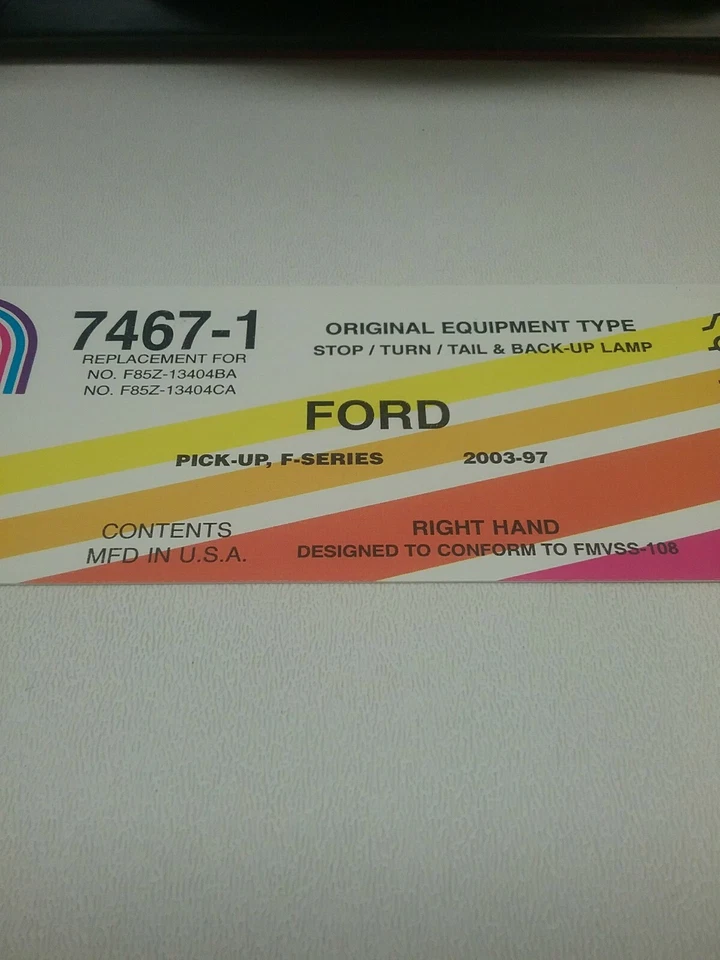 7467-1
REPLACEMENT FOR
NO. F85Z-13404BA
NO. F85Z-13404CA
ORIGINAL EQUIPMENT TYPE
STOP / TURN / TAIL & BACK-UP LAMP
FORD
PICK-UP, F-SERIES 2003-97
CONTENTS
MFD IN U.S.A.
RIGHT HAND
DESIGNED TO CONFORM TO FMVSS-108